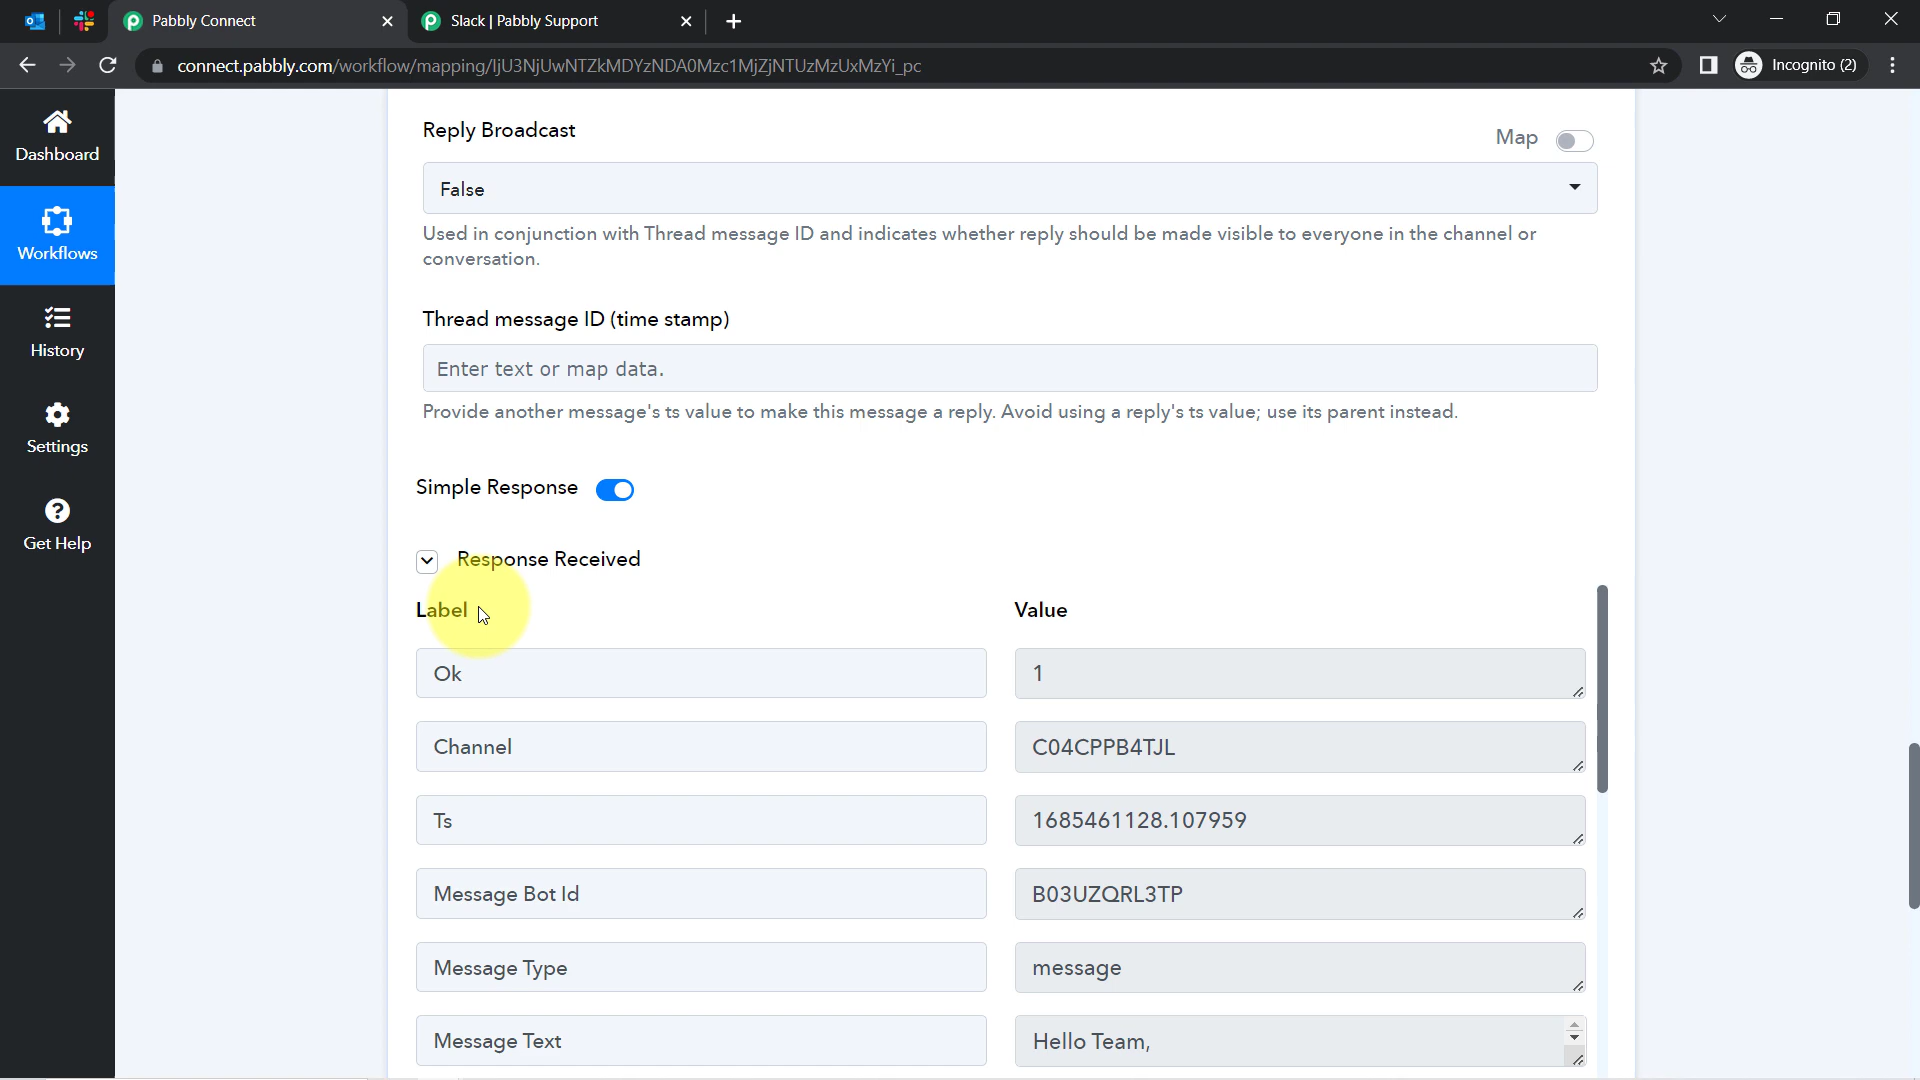 Pabbly Connect
Slack | Pabbly Support
connect.pabbly.com/workflow/mapping/IjU3NjUwNTZkMDYzNDA0Mzc1MjZjNTUzMzUxMzYi_pc
Incognito (2)
Dashboard
Workflows
History
Settings
Get Help
Reply Broadcast
Map
False
Used in conjunction with Thread message ID and indicates whether reply should be made visible to everyone in the channel or
conversation.
Thread message ID (time stamp)
Enter text or map data.
Provide another message's ts value to make this message a reply. Avoid using a reply's ts value; use its parent instead.
Simple Response
Response Received
Label
Value
Ok
1
Channel
C04CPPB4TJL
Ts
1685461128.107959
Message Bot Id
B03UZQRL3TP
Message Type
message
Message Text
Hello Team,